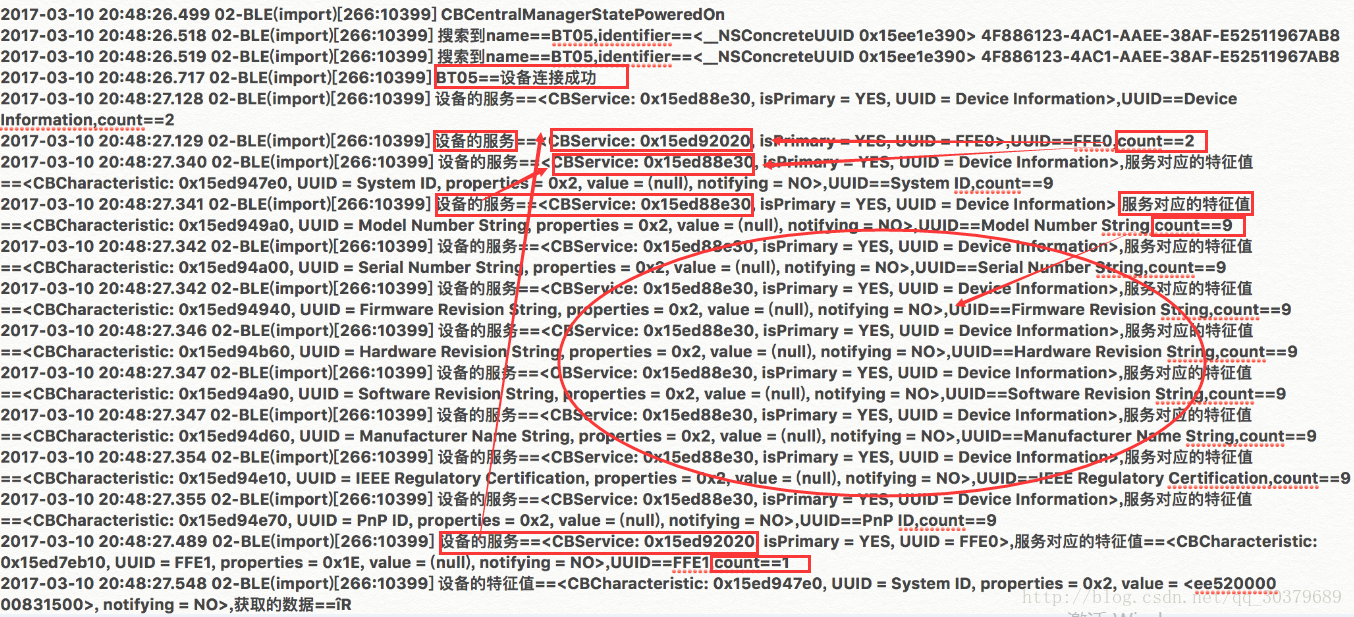 2017-03-10 20:48:26.499 02-BLE(import)[266:10399] CBCentralManagerStatePoweredOn
2017-03-10 20:48:26.518 02-BLE(import)[266:10399] 搜索到name==BT05,identifier==<__NSConcreteUUID 0x15ee1e390> 4F886123-4AC1-AAEE-38AF-E52511967AB8
2017-03-10 20:48:26.519 02-BLE(import)[266:10399] 搜索到name==BT05,identifier==<__NSConcreteUUID 0x15ee1e390> 4F886123-4AC1-AAEE-38AF-E52511967AB8
2017-03-10 20:48:26.717 02-BLE(import)[266:10399] BT05==设备连接成功
2017-03-10 20:48:27.128 02-BLE(import)[266:10399] 设备的服务==<CBService: 0x15ed88e30, isPrimary = YES, UUID = Device Information>,UUID==Device
Information,count==2
2017-03-10 20:48:27.129 02-BLE(import)[266:10399] 设备的服务==<CBService: 0x15ed92020, isPrimary = YES, UUID = FFE0>,UUID==FFE0,count==2
2017-03-10 20:48:27.340 02-BLE(import)[266:10399] 设备的服务==<CBService: 0x15ed88e30, isPrimary = YES, UUID = Device Information>,服务对应的特征值
==<CBCharacteristic: 0x15ed947e0, UUID = System ID, properties = 0x2, value = (null), notifying = NO>,UUID==System ID,count==9
2017-03-10 20:48:27.341 02-BLE(import)[266:10399] 设备的服务==<CBService: 0x15ed88e30, isPrimary = YES, UUID = Device Information>,服务对应的特征值
==<CBCharacteristic: 0x15ed949a0, UUID = Model Number String, properties = 0x2, value = (null), notifying = NO>,UUID==Model Number String,count==9
2017-03-10 20:48:27.342 02-BLE(import)[266:10399] 设备的服务==<CBService: 0x15ed88e30, isPrimary = YES, UUID = Device Information>,服务对应的特征值
==<CBCharacteristic: 0x15ed94a00, UUID = Serial Number String, properties = 0x2, value = (null), notifying = NO>,UUID==Serial Number String,count==9
2017-03-10 20:48:27.342 02-BLE(import)[266:10399] 设备的服务==<CBService: 0x15ed88e30, isPrimary = YES, UUID = Device Information>,服务对应的特征值
==<CBCharacteristic: 0x15ed94940, UUID = Firmware Revision String, properties = 0x2, value = (null), notifying = NO>,UUID==Firmware Revision String,count==9
2017-03-10 20:48:27.346 02-BLE(import)[266:10399] 设备的服务==<CBService: 0x15ed88e30, isPrimary = YES, UUID = Device Information>,服务对应的特征值
==<CBCharacteristic: 0x15ed94b60, UUID = Hardware Revision String, properties = 0x2, value = (null), notifying = NO>,UUID==Hardware Revision String,count==9
2017-03-10 20:48:27.347 02-BLE(import)[266:10399] 设备的服务==<CBService: 0x15ed88e30, isPrimary = YES, UUID = Device Information>,服务对应的特征值
==<CBCharacteristic: 0x15ed94a90, UUID = Software Revision String, properties = 0x2, value = (null), notifying = NO>,UUID==Software Revision String,count==9
2017-03-10 20:48:27.347 02-BLE(import)[266:10399] 设备的服务==<CBService: 0x15ed88e30, isPrimary = YES, UUID = Device Information>,服务对应的特征值
==<CBCharacteristic: 0x15ed94d60, UUID = Manufacturer Name String, properties = 0x2, value = (null), notifying = NO>,UUID==Manufacturer Name String,count==9
2017-03-10 20:48:27.354 02-BLE(import)[266:10399] 设备的服务==<CBService: 0x15ed88e30, isPrimary = YES, UUID = Device Information>,服务对应的特征值
==<CBCharacteristic: 0x15ed94e10, UUID = IEEE Regulatory Certification, properties = 0x2, value = (null), notifying = NO>,UUID==IEEE Regulatory Certification,count==9
2017-03-10 20:48:27.355 02-BLE(import)[266:10399] 设备的服务==<CBService: 0x15ed88e30, isPrimary = YES, UUID = Device Information>,服务对应的特征值
==<CBCharacteristic: 0x15ed94e70, UUID = PnP ID, properties = 0x2, value = (null), notifying = NO>,UUID==PnP ID,count==9
2017-03-10 20:48:27.489 02-BLE(import)[266:10399] 设备的服务==<CBService: 0x15ed92020, isPrimary = YES, UUID = FFE0>,服务对应的特征值==<CBCharacteristic:
0x15ed7eb10, UUID = FFE1, properties = 0x1E, value = (null), notifying = NO>,UUID==FFE1,count==1
2017-03-10 20:48:27.548 02-BLE(import)[266:10399] 设备的特征值==<CBCharacteristic: 0x15ed947e0, UUID = System ID, properties = 0x2, value = <ee520000
00831500>, notifying = NO>,获取的数据==îR
http://blog.csdn.net/qq_30379689